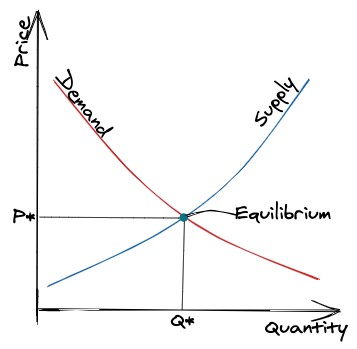 Price
Demand
Supply
P*
Equilibrium
Q*
Quantity